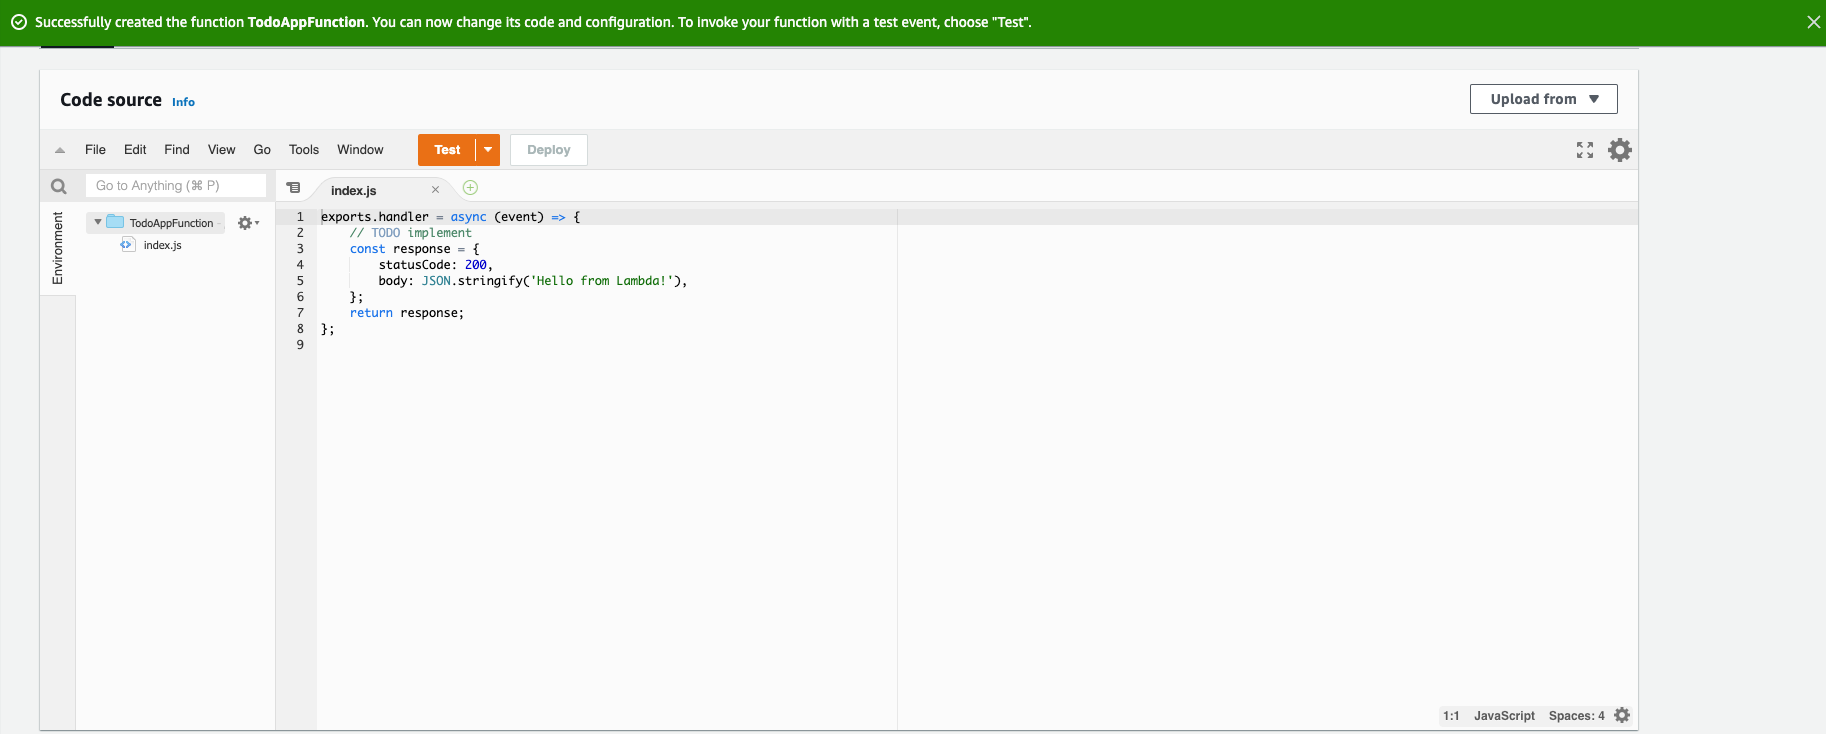 Successfully created the function TodoAppFunction. You can now change its code and configuration. To invoke your function with a test event, choose "Test".
Code source Info
Upload from
File Edit Find View Go Tools Window Test Deploy
Go to Anything (⌘ P)
index.js
Environment
TodoAppFunction
index.js
1 exports.handler = async (event) => {
2     // TODO implement
3     const response = {
4         statusCode: 200,
5         body: JSON.stringify('Hello from Lambda!'),
6     };
7     return response;
8 };
9
1:1 JavaScript Spaces: 4